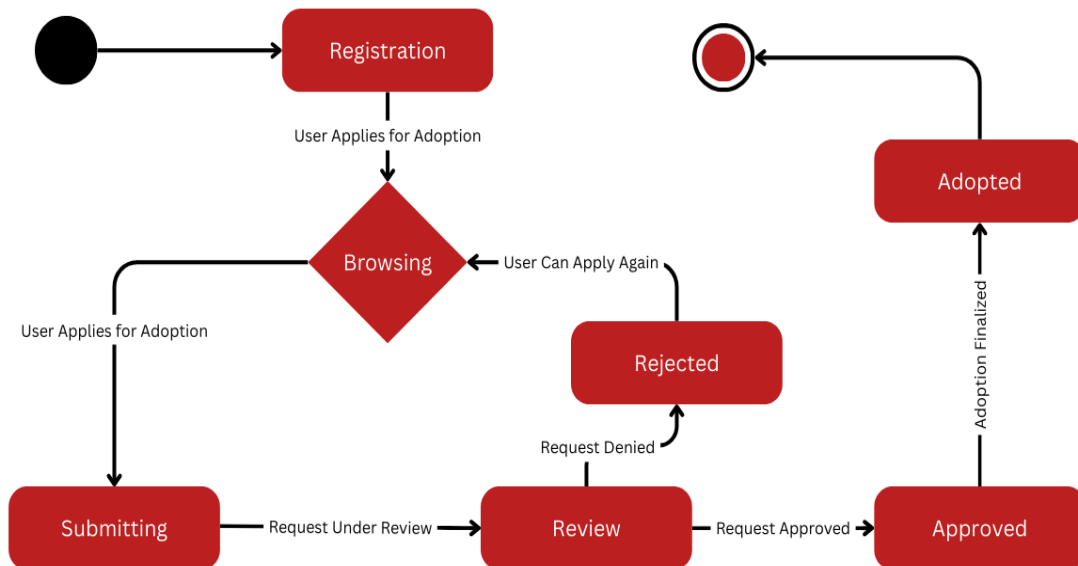 Registration
User Applies for Adoption
Adopted
Browsing
User Can Apply Again
User Applies for Adoption
Rejected
Adoption Finalized
Request Denied
Submitting
Request Under Review
Review
Request Approved
Approved